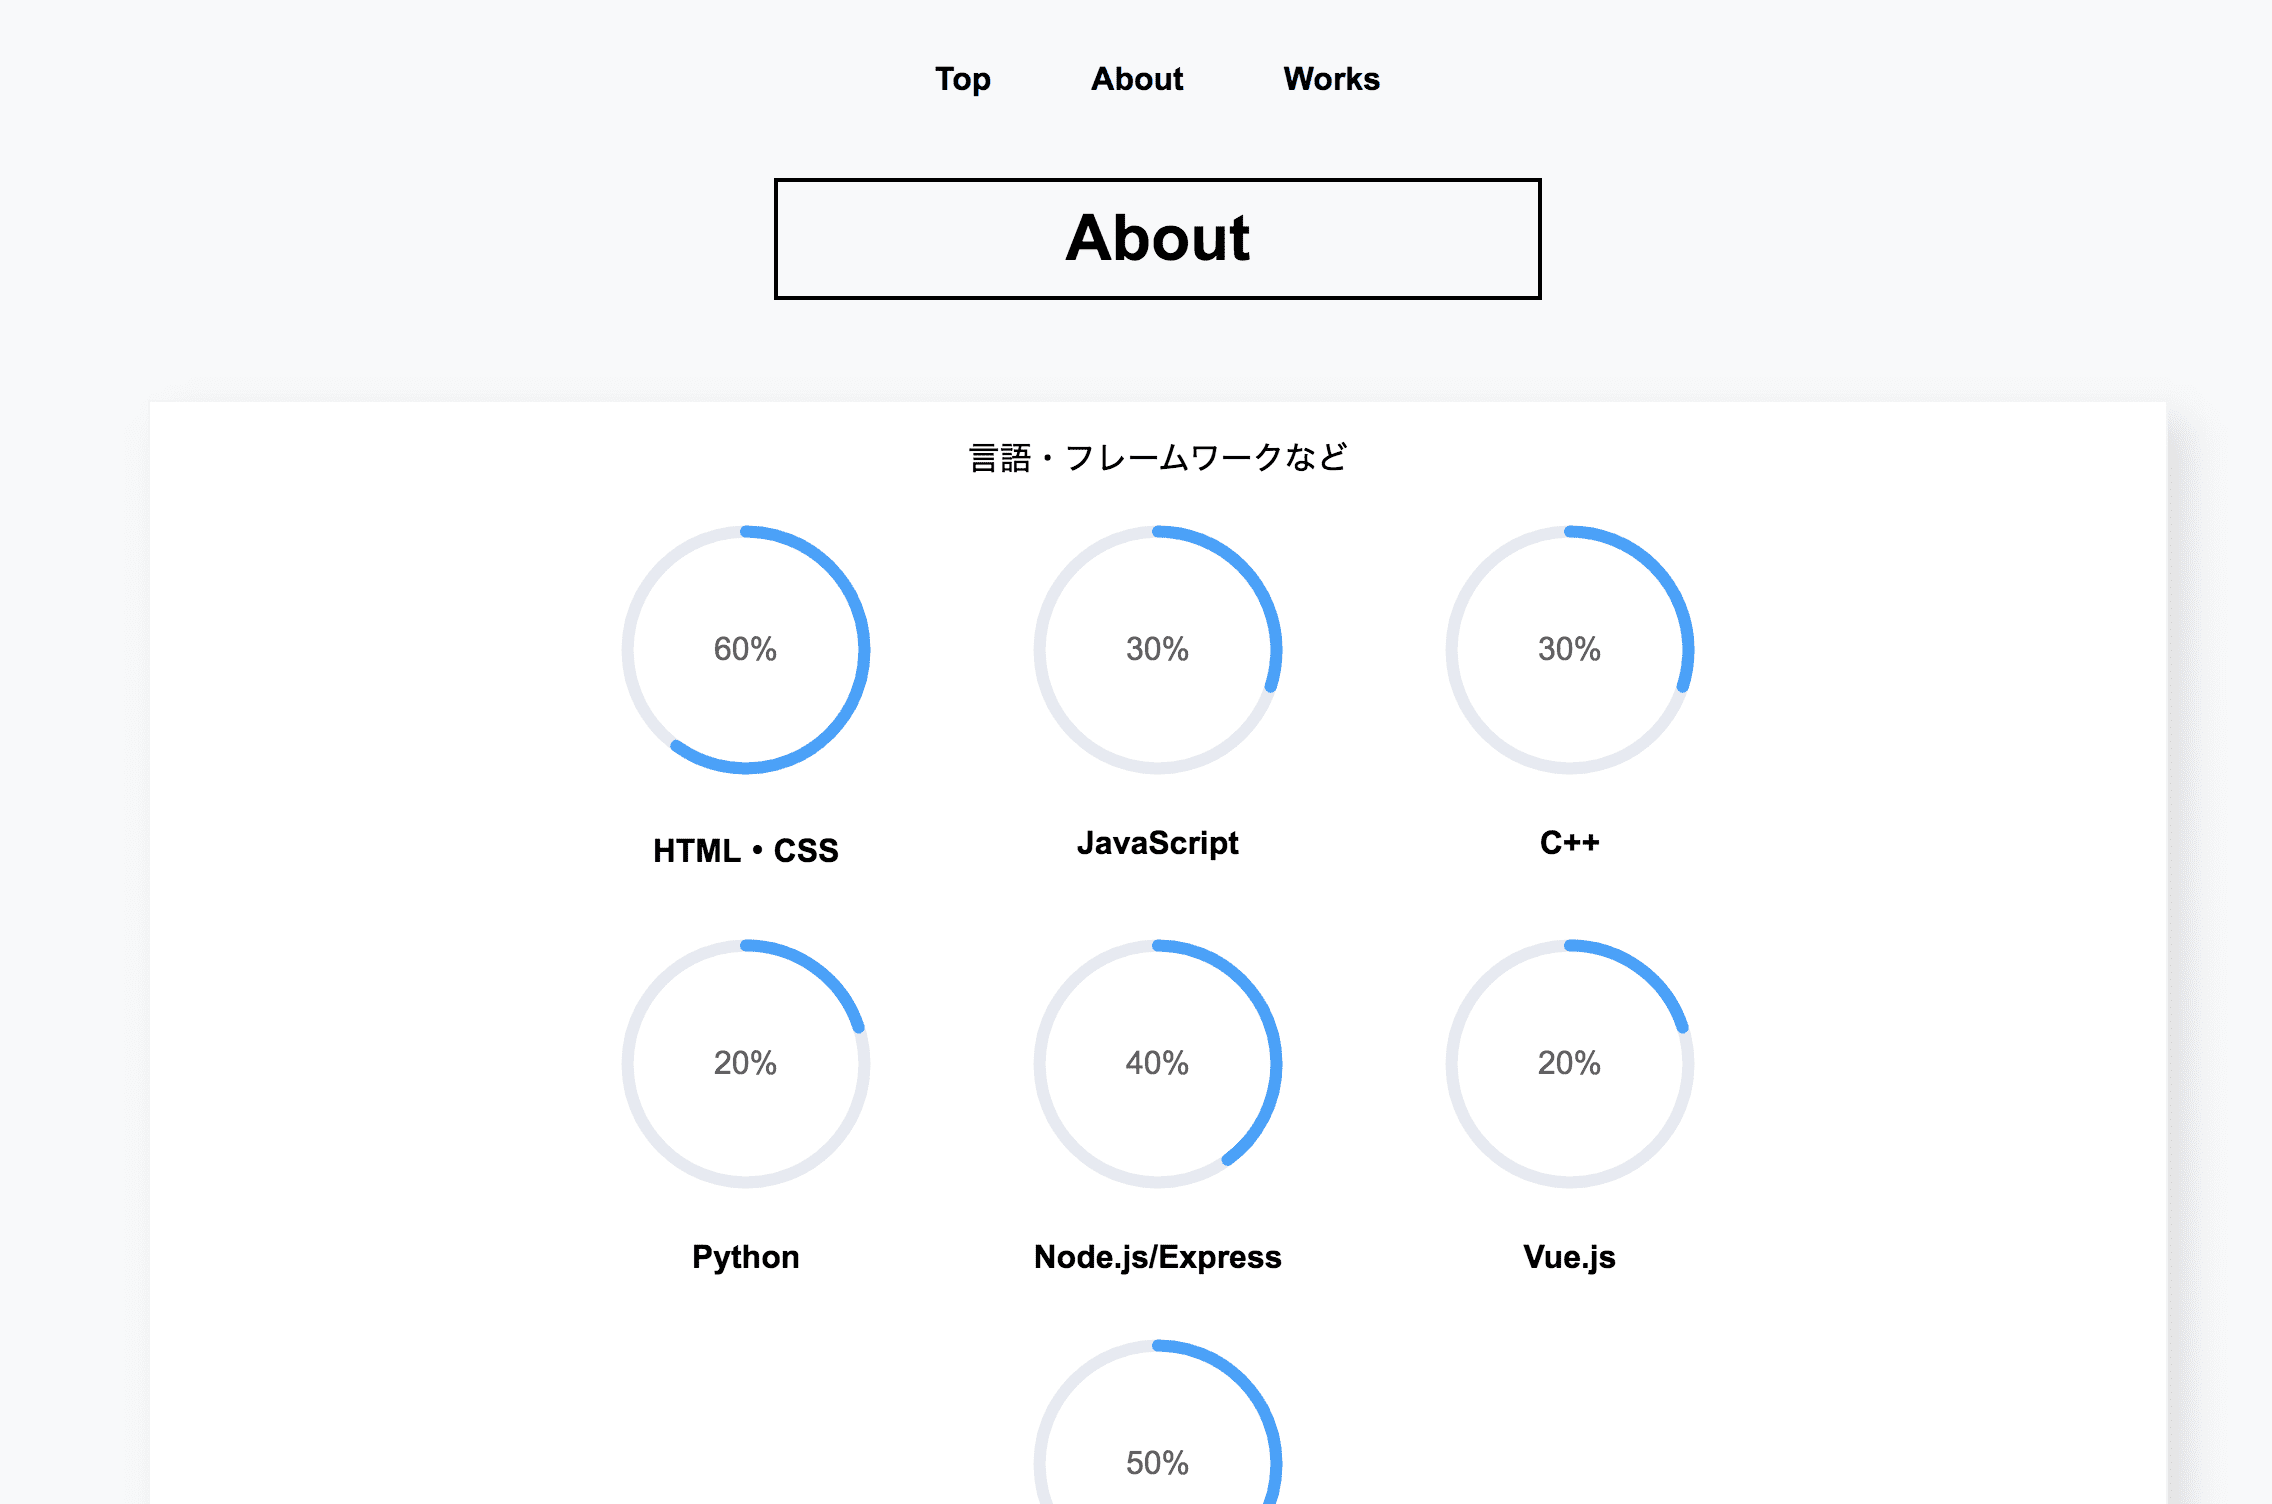 Top About Works
About
言語・フレームワークなど
60% 30% 30%
HTML・CSS JavaScript C++
20% 40% 20%
Python Node.js/Express Vue.js
50%